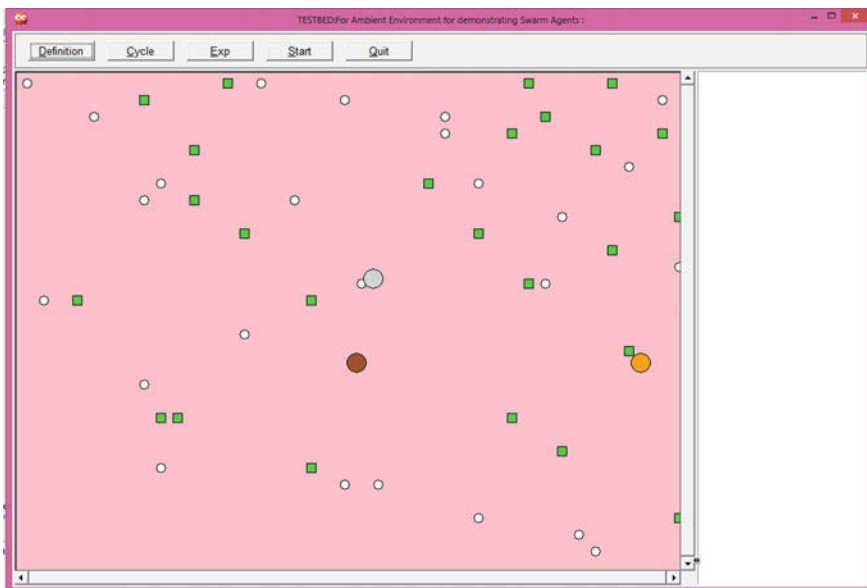 TESTBED:For Ambient Environment for demonstrating Swarm Agents :
Definition Cycle Exp Start Quit